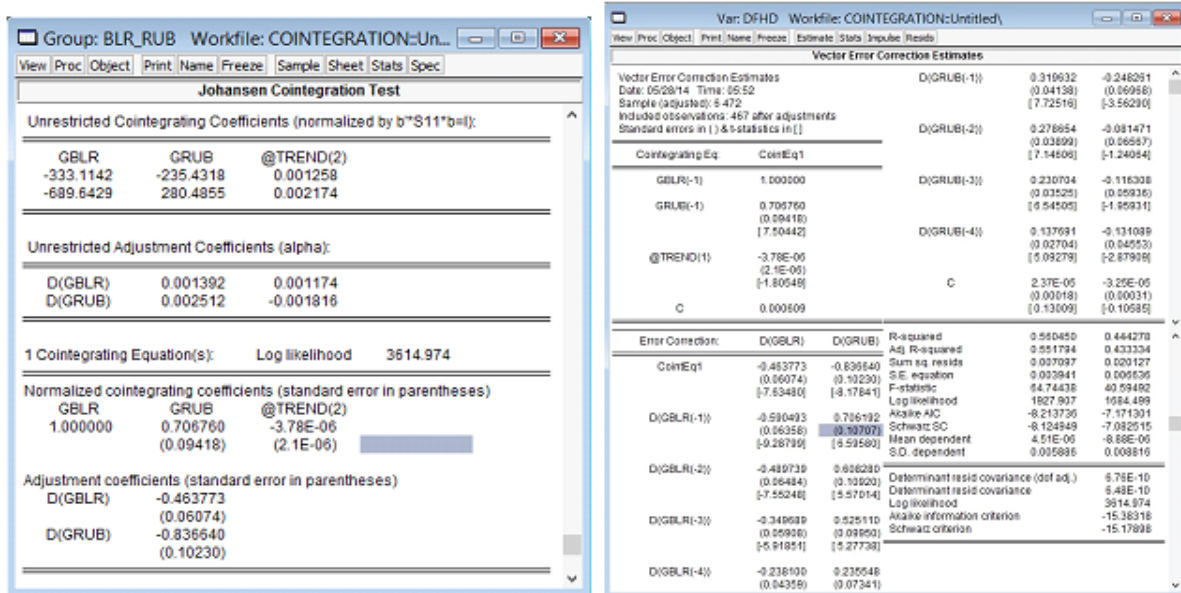 Group: BLR_RUB Workfile: COINTEGRATION::Un...
View Proc Object Print Name Freeze Sample Sheet Stats Spec
Johansen Cointegration Test
Unrestricted Cointegrating Coefficients (normalized by b'*S11*b=I):
GBLR GRUB @TREND(2)
-333.1142 -235.4318 0.001258
-689.6429 280.4855 0.002174
Unrestricted Adjustment Coefficients (alpha):
D(GBLR) 0.001392 0.001174
D(GRUB) 0.002512 -0.001816
1 Cointegrating Equation(s): Log likelihood 3614.974
Normalized cointegrating coefficients (standard error in parentheses)
GBLR GRUB @TREND(2)
1.000000 0.706760 -3.78E-06
(0.09418) (2.1E-06)
Adjustment coefficients (standard error in parentheses)
D(GBLR) -0.463773
(0.06074)
D(GRUB) -0.836640
(0.10230)
Var: DFHD Workfile: COINTEGRATION::Untitled\
View Proc Object Print Name Freeze Estimate Stats Impulse Resids
Vector Error Correction Estimates
Vector Error Correction Estimates
Date: 05/28/14 Time: 05:52
Sample (adjusted): 6 472
Included observations: 467 after adjustments
Standard errors in ( ) & t-statistics in [ ]
Cointegrating Eq: CointEq1
GBLR(-1) 1.000000
GRUB(-1) 0.706760
(0.09418)
[ 7.50442]
@TREND(1) -3.78E-06
(2.1E-06)
[-1.80549]
C 0.000609
D(GRUB(-1)) 0.319632 -0.248261
(0.04138) (0.06968)
[ 7.72516] [-3.56290]
D(GRUB(-2)) 0.278654 -0.081471
(0.03899) (0.06567)
[ 7.14606] [-1.24064]
D(GRUB(-3)) 0.230704 -0.116308
(0.03525) (0.05936)
[ 6.54505] [-1.95931]
D(GRUB(-4)) 0.137691 -0.131089
(0.02704) (0.04553)
[ 5.09279] [-2.87909]
C 2.37E-05 -3.25E-05
(0.00018) (0.00031)
[ 0.13009] [-0.10585]
Error Correction: D(GBLR) D(GRUB)
CointEq1 -0.463773 -0.836640
(0.06074) (0.10230)
[-7.63480] [-8.17841]
D(GBLR(-1)) -0.590493 0.706192
(0.06358) (0.10707)
[-9.28799] [ 6.59580]
D(GBLR(-2)) -0.489739 0.608280
(0.06484) (0.10920)
[-7.55248] [ 5.57014]
D(GBLR(-3)) -0.349689 0.525110
(0.05908) (0.09950)
[-5.91851] [ 5.27738]
D(GBLR(-4)) -0.238100 0.235548
(0.04359) (0.07341)
R-squared 0.560450 0.444278
Adj. R-squared 0.551794 0.433334
Sum sq. resids 0.007097 0.020127
S.E. equation 0.003941 0.006636
F-statistic 64.74438 40.59492
Log likelihood 1927.907 1684.499
Akaike AIC -8.213736 -7.171301
Schwarz SC -8.124949 -7.082515
Mean dependent 4.51E-06 -8.88E-06
S.D. dependent 0.005886 0.008816
Determinant resid covariance (dof adj.) 6.76E-10
Determinant resid covariance 6.48E-10
Log likelihood 3614.974
Akaike information criterion -15.38318
Schwarz criterion -15.17898